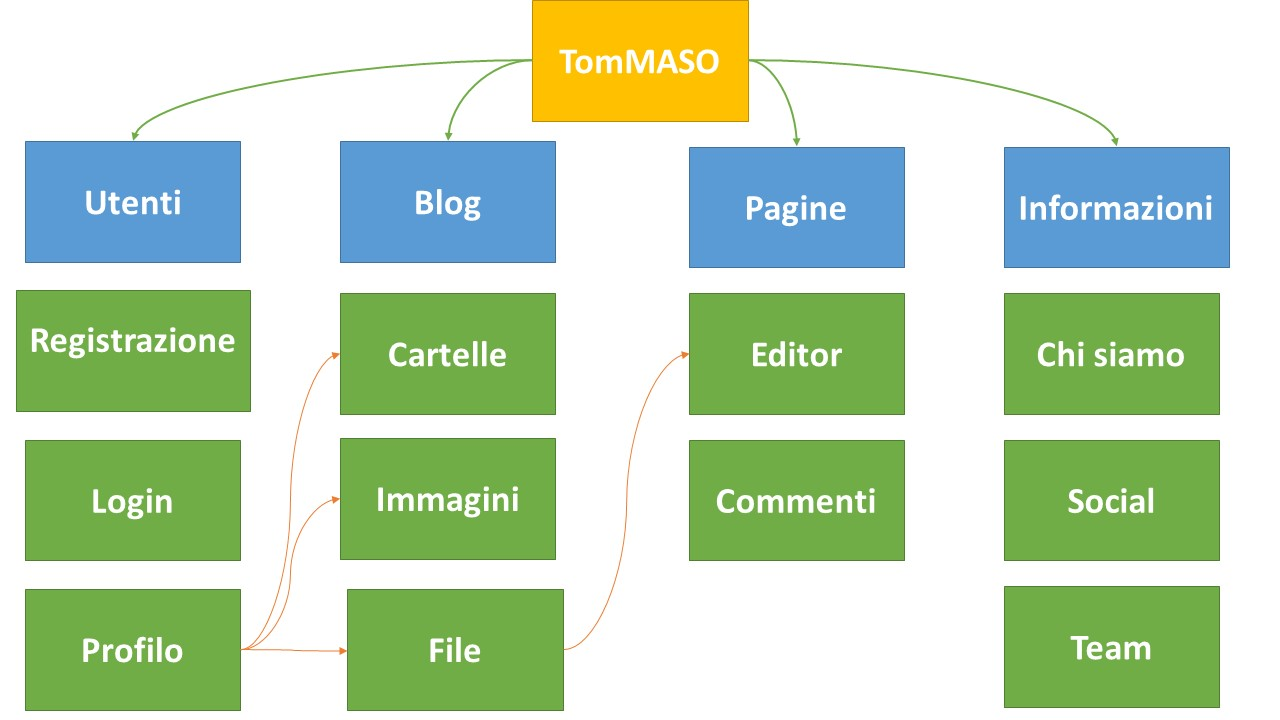 TomMASO
Utenti
Blog
Pagine
Informazioni
Registrazione
Cartelle
Editor
Chi siamo
Login
Immagini
Commenti
Social
Profilo
File
Team